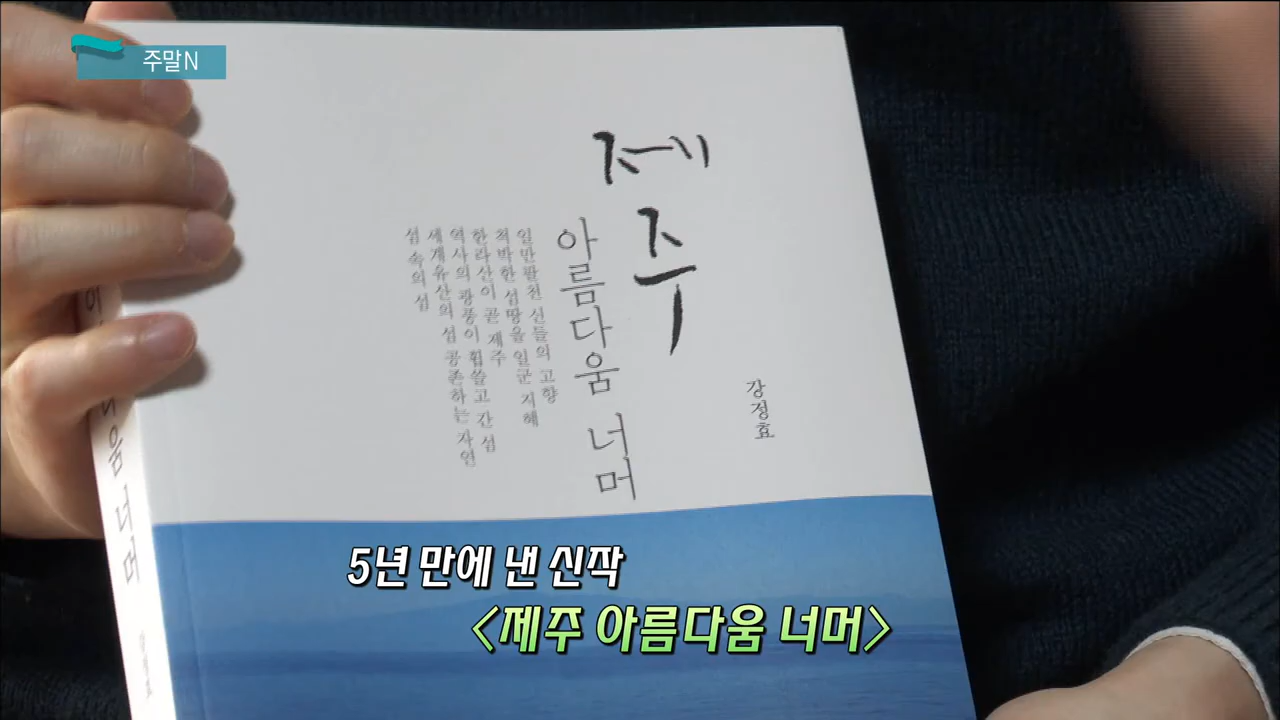 주말N
제주
아름다움 너머
일만팔천 신들의 고향
척박한 섬땅을 일군 지혜
한라산이 곧 제주
역사의 광풍이 휩쓸고 간 섬
세계유산의 섬 공존하는 자연
섬 속의 섬
강정효
너머
5년 만에 낸 신작
<제주 아름다움 너머>